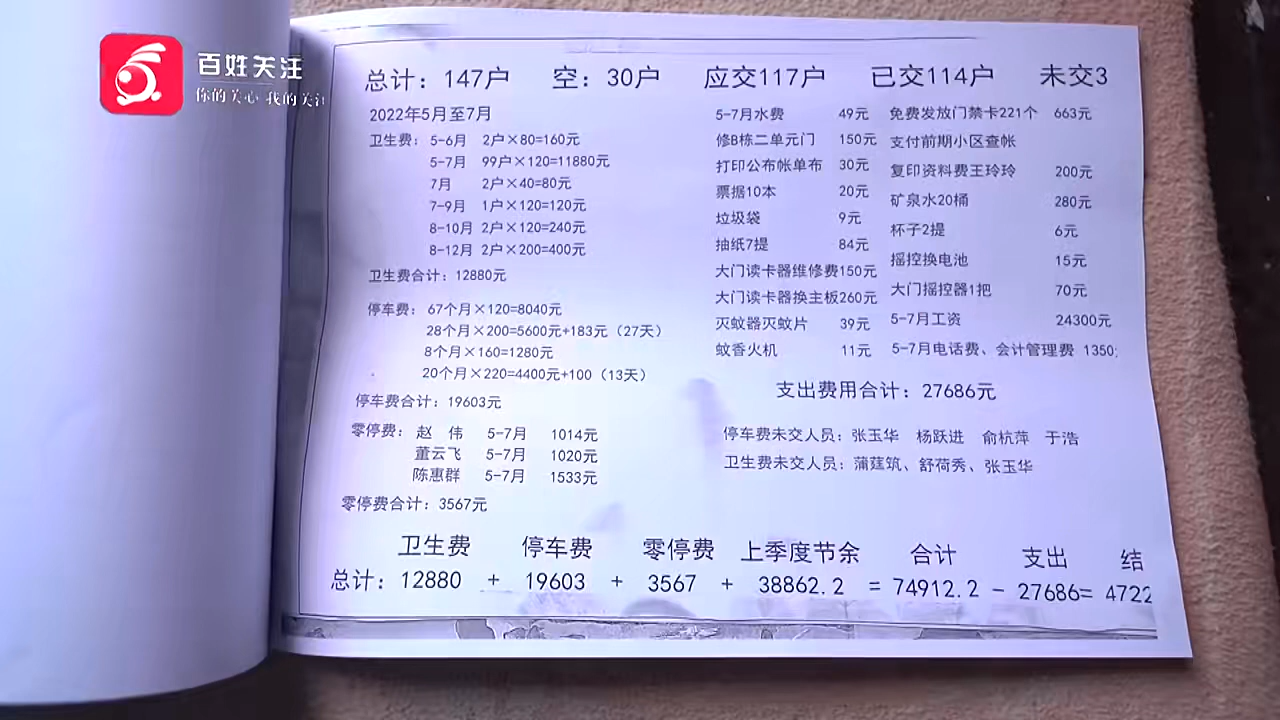 百姓关注
你的关心 我的关注
总计：147户 空：30户 应交117户 已交114户 未交3
2022年5月至7月
卫生费：5-6月 2户×80=160元
5-7月 99户×120=11880元
7月 2户×40=80元
7-9月 1户×120=120元
8-10月 2户×120=240元
8-12月 2户×200=400元
卫生费合计：12880元
停车费：67个月×120=8040元
28个月×200=5600元+183元（27天）
8个月×160=1280元
20个月×220=4400元+100（13天）
停车费合计：19603元
零停费：赵 伟 5-7月 1014元
董云飞 5-7月 1020元
陈惠群 5-7月 1533元
零停费合计：3567元
5-7月水费 49元
修B栋二单元门 150元
打印公布帐单布 30元
票据10本 20元
垃圾袋 9元
抽纸7提 84元
大门读卡器维修费150元
大门读卡器换主板260元
灭蚊器灭蚊片 39元
蚊香火机 11元
免费发放门禁卡221个 663元
支付前期小区查帐
复印资料费王玲玲 200元
矿泉水20桶 280元
杯子2提 6元
摇控换电池 15元
大门摇控器1把 70元
5-7月工资 24300元
5-7月电话费、会计管理费 1350
支出费用合计：27686元
停车费未交人员：张玉华 杨跃进 俞杭萍 于浩
卫生费未交人员：蒲莛筑、舒荷秀、张玉华
卫生费 停车费 零停费 上季度节余 合计 支出 结
总计：12880 + 19603 + 3567 + 38862.2 = 74912.2 - 27686= 4722